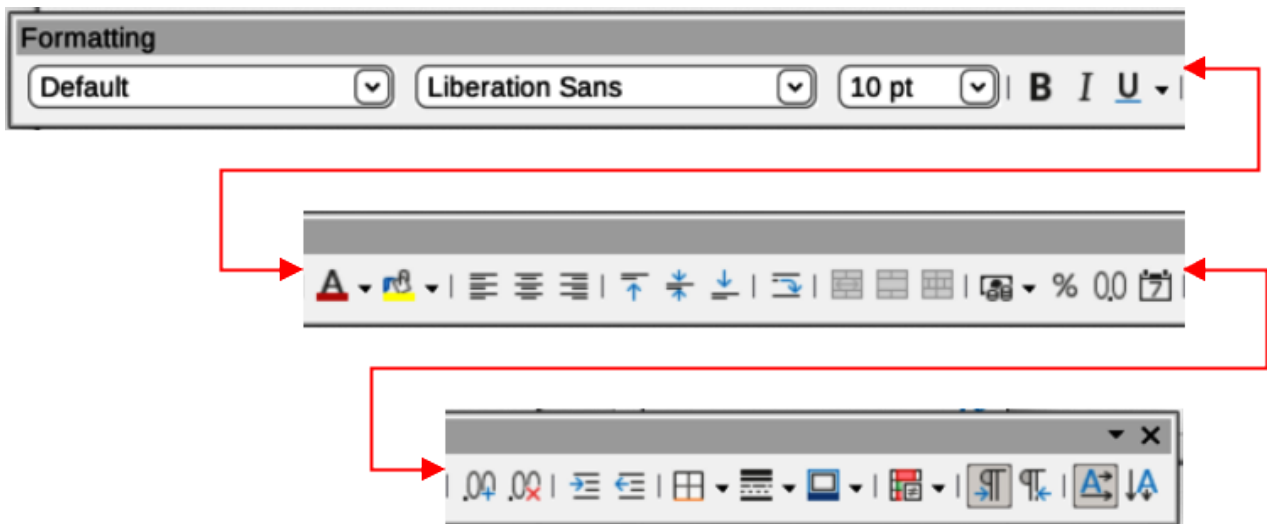 Formatting
Default Liberation Sans 10 pt B I U
A % 0.0 7
.00 .00 A A